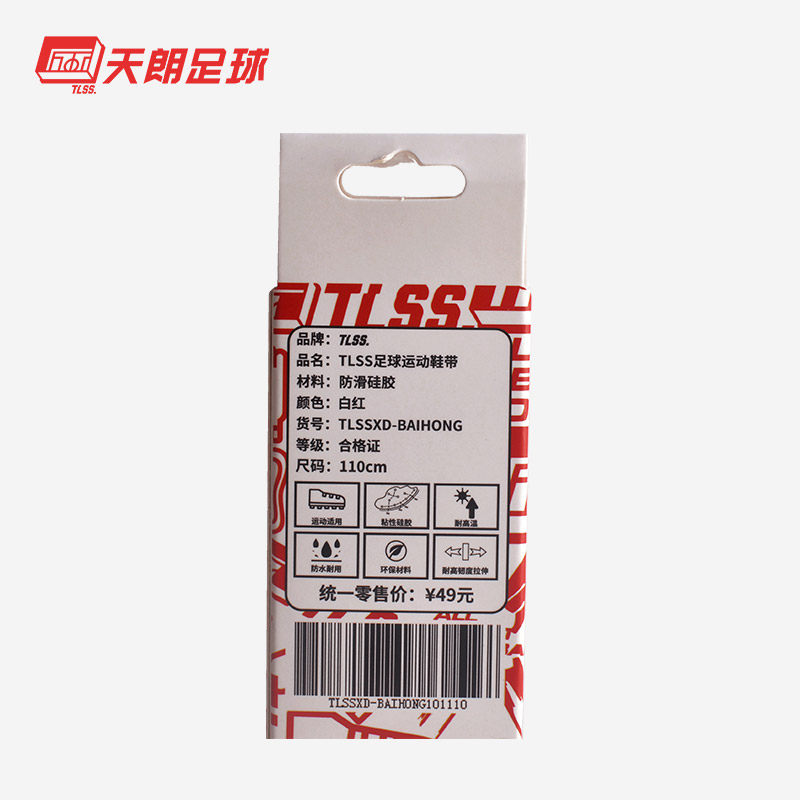 天朗足球
TLSS.
TLSS.
品牌：TLSS.
品名：TLSS足球运动鞋带
材料：防滑硅胶
颜色：白红
货号：TLSSXD-BAIHONG
等级：合格证
尺码：110cm
运动适用
粘性硅胶
耐高温
防水耐用
环保材料
耐高韧度拉伸
统一零售价：¥49元
ALL
TLSSXD-BAIHONG101110